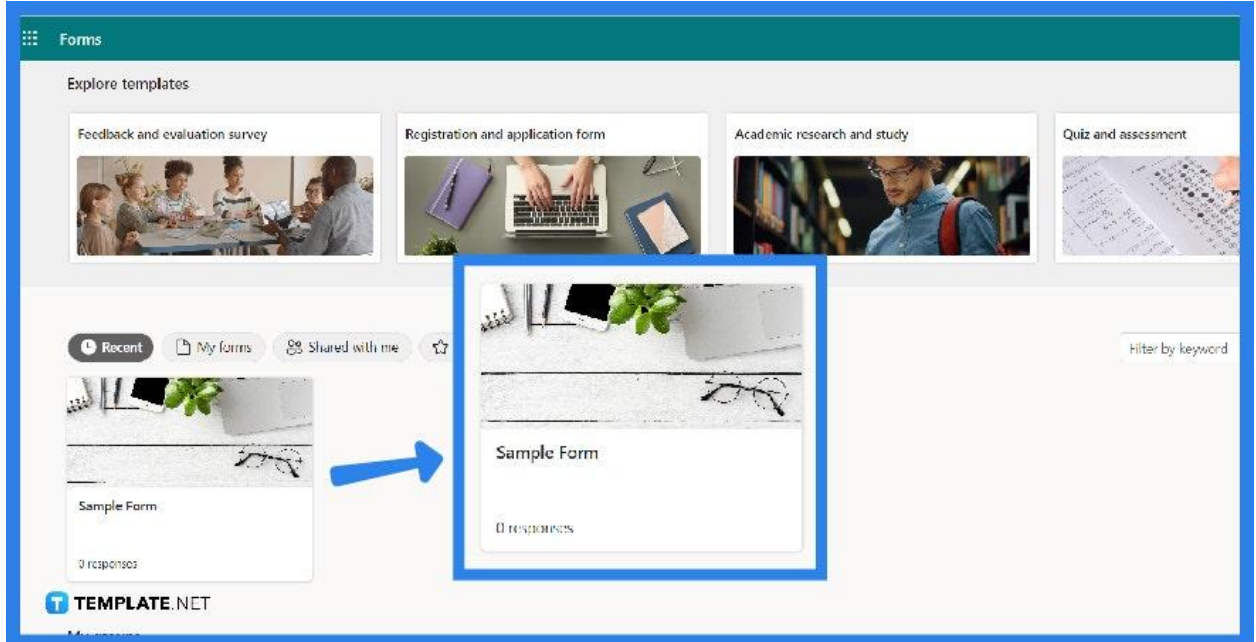 Forms
Explore templates
Feedback and evaluation survey
Registration and application form
Academic research and study
Quiz and assessment
Recent
My forms
Shared with me
Filter by keyword
Sample Form
0 responses
Sample Form
0 responses
TEMPLATE.NET